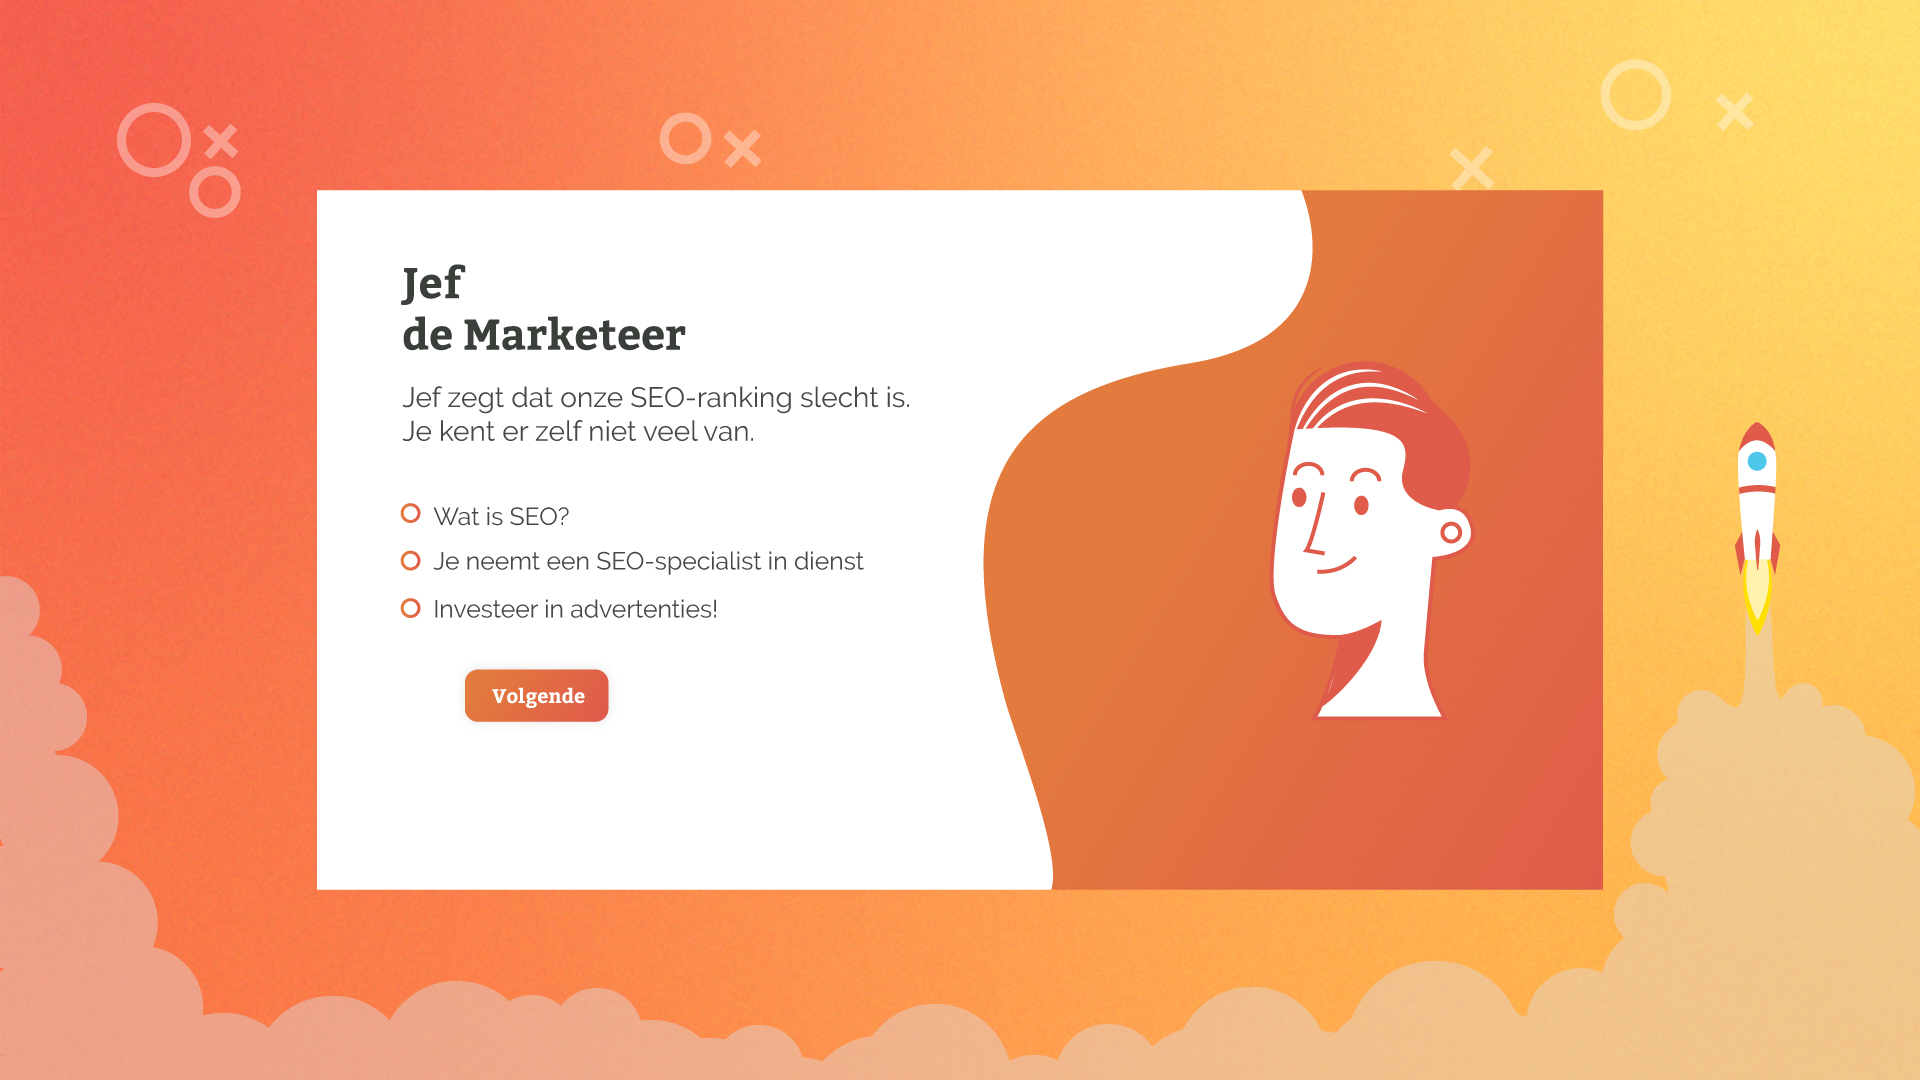 Jef
de Marketeer
Jef zegt dat onze SEO-ranking slecht is.
Je kent er zelf niet veel van.
Wat is SEO?
Je neemt een SEO-specialist in dienst
Investeer in advertenties!
Volgende